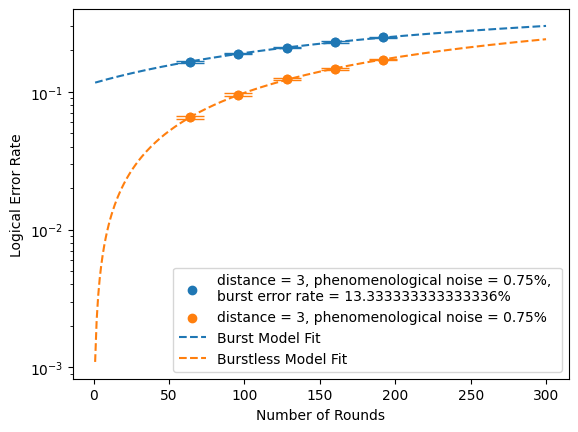 Logical Error Rate
10⁻¹
10⁻²
10⁻³
distance = 3, phenomenological noise = 0.75%,
burst error rate = 13.333333333333336%
distance = 3, phenomenological noise = 0.75%
Burst Model Fit
Burstless Model Fit
0 50 100 150 200 250 300
Number of Rounds